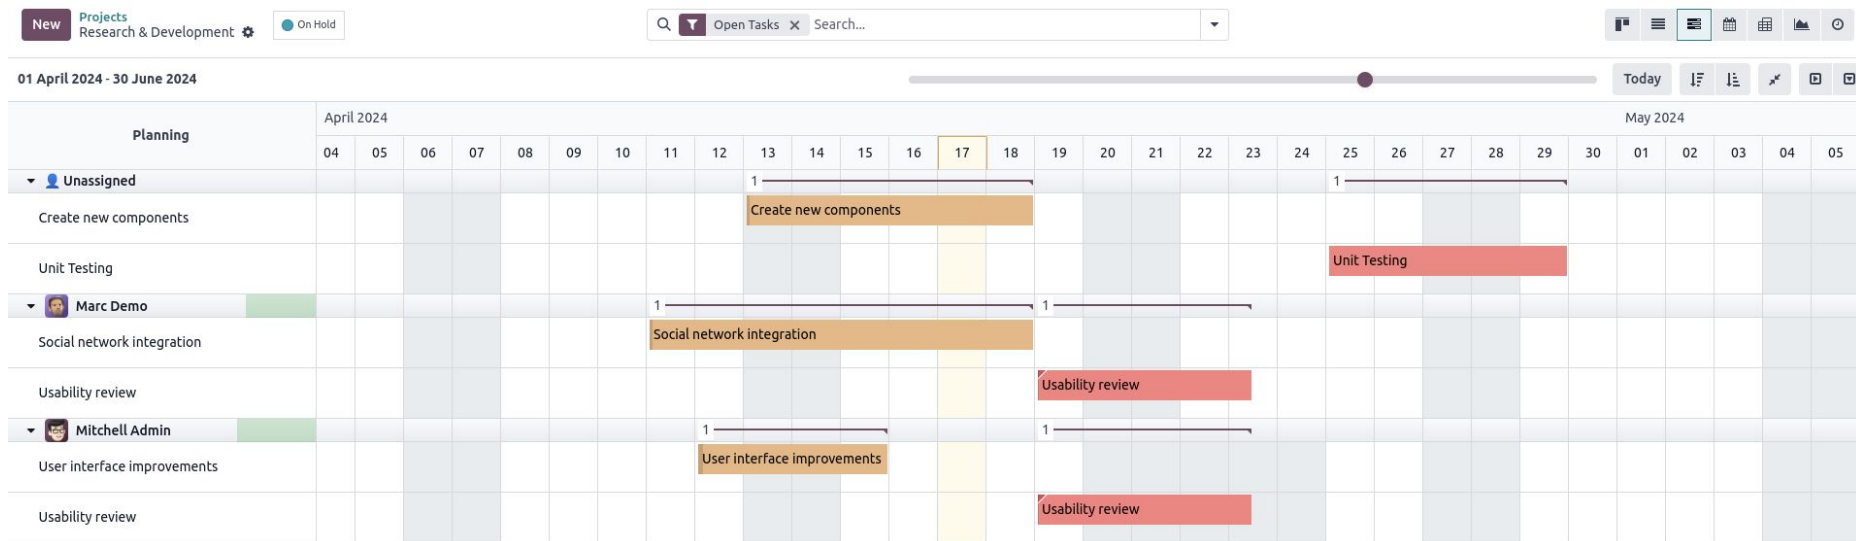 New
Projects
Research & Development
On Hold
Open Tasks
Search...
01 April 2024 - 30 June 2024
Today
Planning
April 2024
May 2024
04 05 06 07 08 09 10 11 12 13 14 15 16 17 18 19 20 21 22 23 24 25 26 27 28 29 30 01 02 03 04 05
Unassigned
1
1
Create new components
Create new components
Unit Testing
Unit Testing
Marc Demo
1
1
Social network integration
Social network integration
Usability review
Usability review
Mitchell Admin
1
1
User interface improvements
User interface improvements
Usability review
Usability review